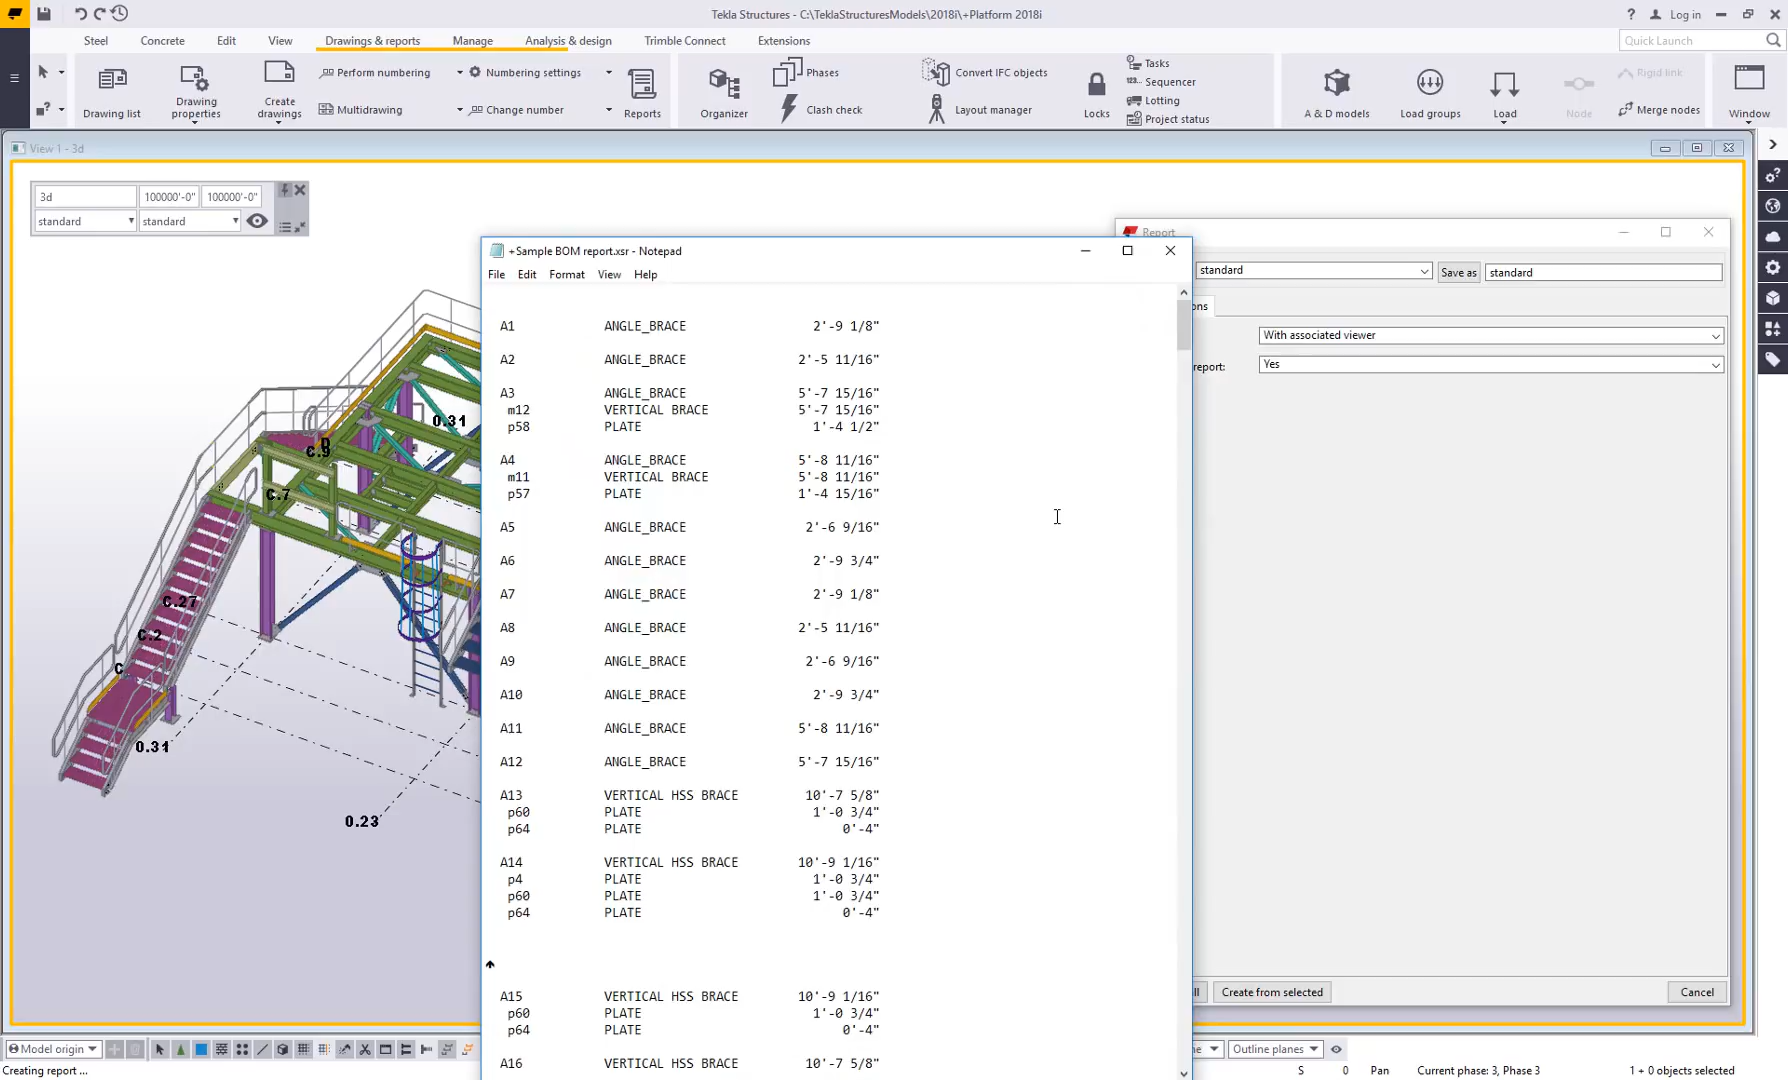 Tekla Structures - C:\TeklaStructuresModels\2018i\+Platform 2018i
? Log in
Steel Concrete Edit View Drawings & reports Manage Analysis & design Trimble Connect Extensions
Quick Launch
Drawing list
Drawing properties
Create drawings
Perform numbering
Multidrawing
Numbering settings
Change number
Reports
Organizer
Phases
Clash check
Convert IFC objects
Layout manager
Locks
Tasks
Sequencer
Lotting
Project status
A & D models
Load groups
Load
Node
Rigid link
Merge nodes
Window
View 1 - 3d
3d 100000'-0" 100000'-0"
standard standard
Report
standard Save as standard
ons
With associated viewer
report: Yes
+Sample BOM report.xsr - Notepad
File Edit Format View Help
A1 ANGLE_BRACE 2'-9 1/8"
A2 ANGLE_BRACE 2'-5 11/16"
A3 ANGLE_BRACE 5'-7 15/16"
m12 VERTICAL BRACE 5'-7 15/16"
p58 PLATE 1'-4 1/2"
A4 ANGLE_BRACE 5'-8 11/16"
m11 VERTICAL BRACE 5'-8 11/16"
p57 PLATE 1'-4 15/16"
A5 ANGLE_BRACE 2'-6 9/16"
A6 ANGLE_BRACE 2'-9 3/4"
A7 ANGLE_BRACE 2'-9 1/8"
A8 ANGLE_BRACE 2'-5 11/16"
A9 ANGLE_BRACE 2'-6 9/16"
A10 ANGLE_BRACE 2'-9 3/4"
A11 ANGLE_BRACE 5'-8 11/16"
A12 ANGLE_BRACE 5'-7 15/16"
A13 VERTICAL HSS BRACE 10'-7 5/8"
p60 PLATE 1'-0 3/4"
p64 PLATE 0'-4"
A14 VERTICAL HSS BRACE 10'-9 1/16"
p4 PLATE 1'-0 3/4"
p60 PLATE 1'-0 3/4"
p64 PLATE 0'-4"
A15 VERTICAL HSS BRACE 10'-9 1/16"
p60 PLATE 1'-0 3/4"
p64 PLATE 0'-4"
A16 VERTICAL HSS BRACE 10'-7 5/8"
0.31
D
C.9
C.7
C.27
C.2
C
0.31
0.23
ll Create from selected Cancel
Model origin
ne Outline planes
Creating report ...
S 0 Pan Current phase: 3, Phase 3 1 + 0 objects selected